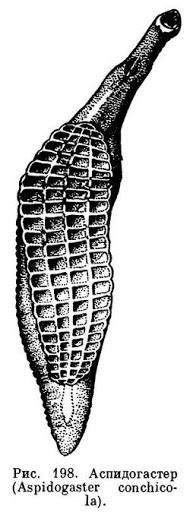 Рис. 198. Аспидогастер
(Aspidogaster conchico-
la).